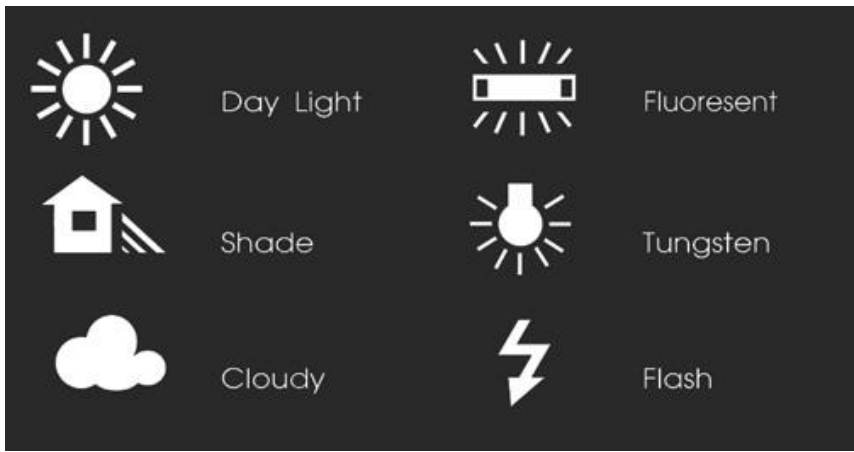 Day Light
Fluoresent
Shade
Tungsten
Cloudy
Flash